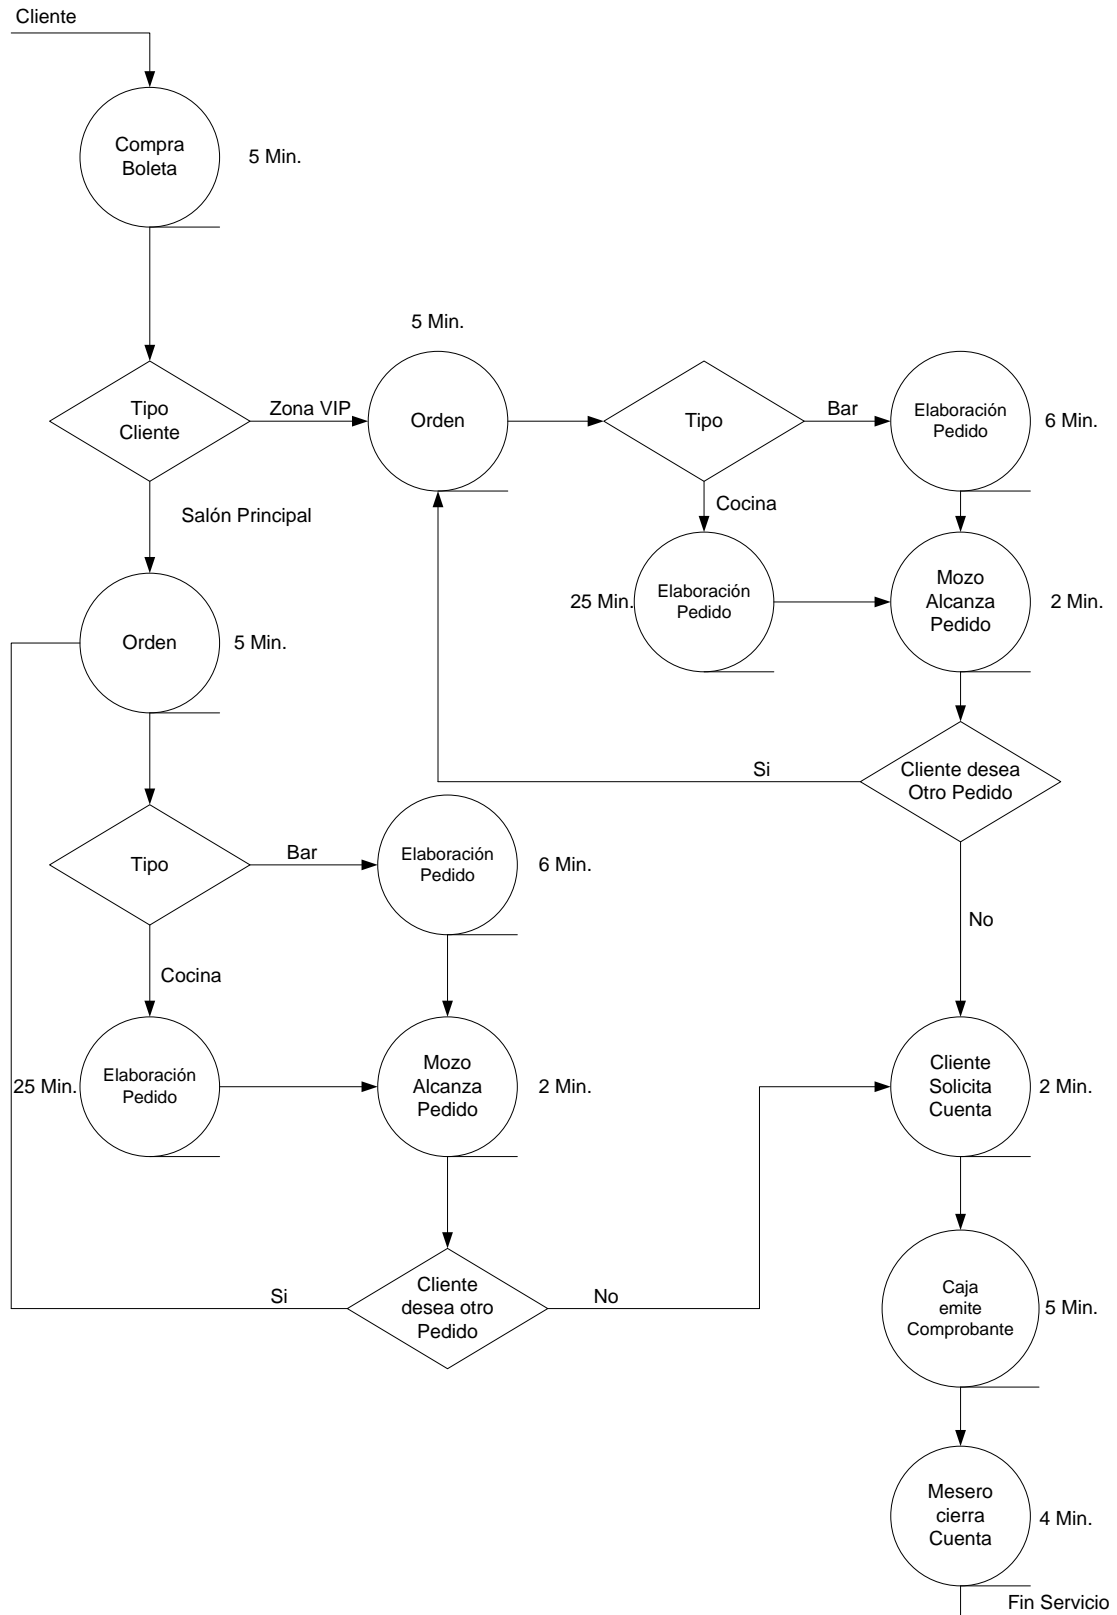 Cliente
Compra
Boleta
5 Min.
5 Min.
Tipo
Cliente
Zona VIP
Orden
Tipo
Bar
Elaboración
Pedido
6 Min.
Cocina
Salón Principal
25 Min.
Elaboración
Pedido
Mozo
Alcanza
Pedido
2 Min.
Orden
5 Min.
Si
Cliente desea
Otro Pedido
Tipo
Bar
Elaboración
Pedido
6 Min.
No
Cocina
25 Min.
Elaboración
Pedido
Mozo
Alcanza
Pedido
2 Min.
Cliente
Solicita
Cuenta
2 Min.
Si
Cliente
desea otro
Pedido
No
Caja
emite
Comprobante
5 Min.
Mesero
cierra
Cuenta
4 Min.
Fin Servicio